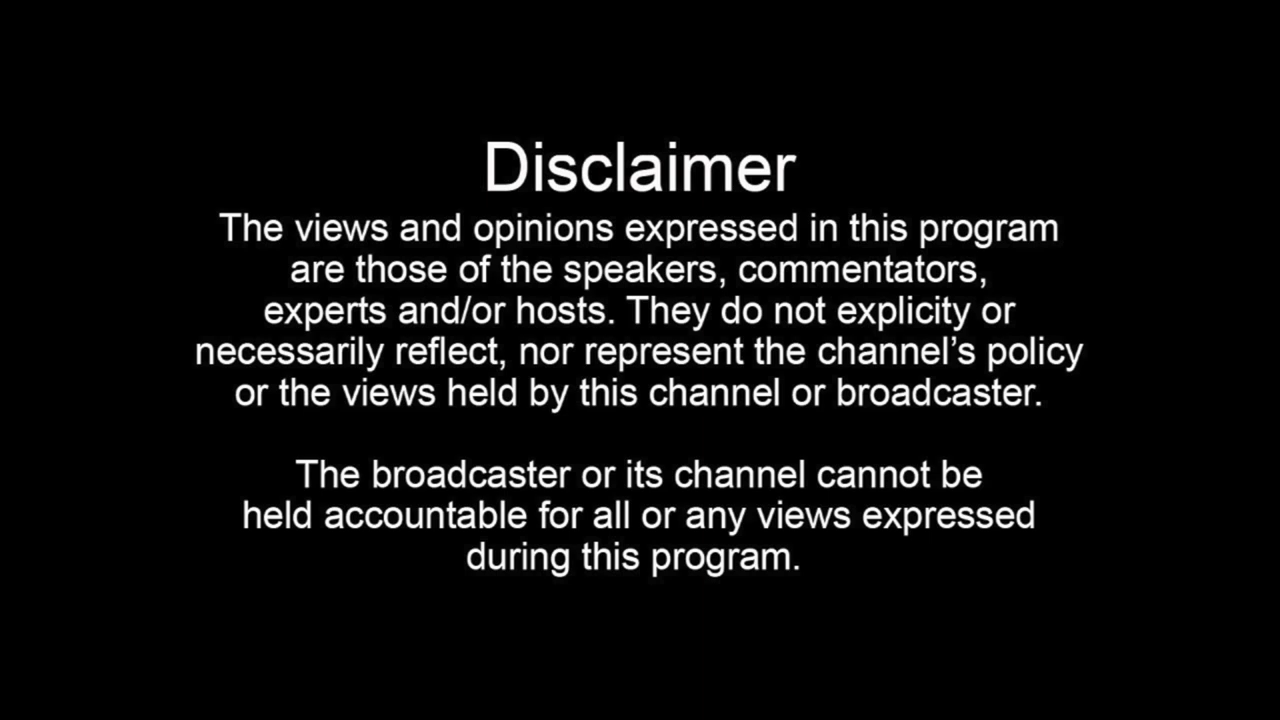 Disclaimer
The views and opinions expressed in this program
are those of the speakers, commentators,
experts and/or hosts. They do not explicity or
necessarily reflect, nor represent the channel’s policy
or the views held by this channel or broadcaster.
The broadcaster or its channel cannot be
held accountable for all or any views expressed
during this program.